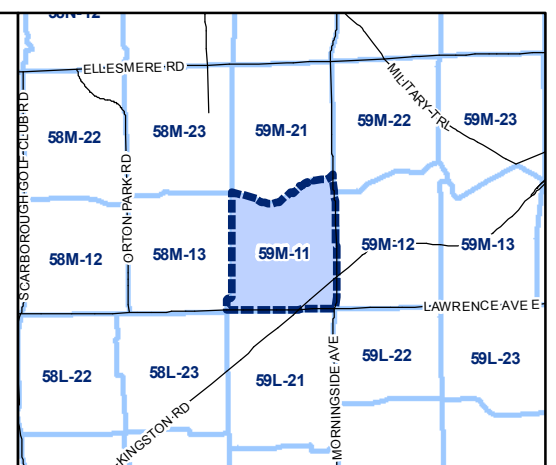 58N-12
ELLESMERE RD
MILITARY TRL
SCARBOROUGH GOLF CLUB RD
58M-22
58M-23
59M-21
59M-22
59M-23
ORTON PARK RD
58M-12
58M-13
59M-11
59M-12
59M-13
LAWRENCE AVE E
58L-22
58L-23
59L-21
59L-22
59L-23
KINGSTON RD
MORNINGSIDE AVE